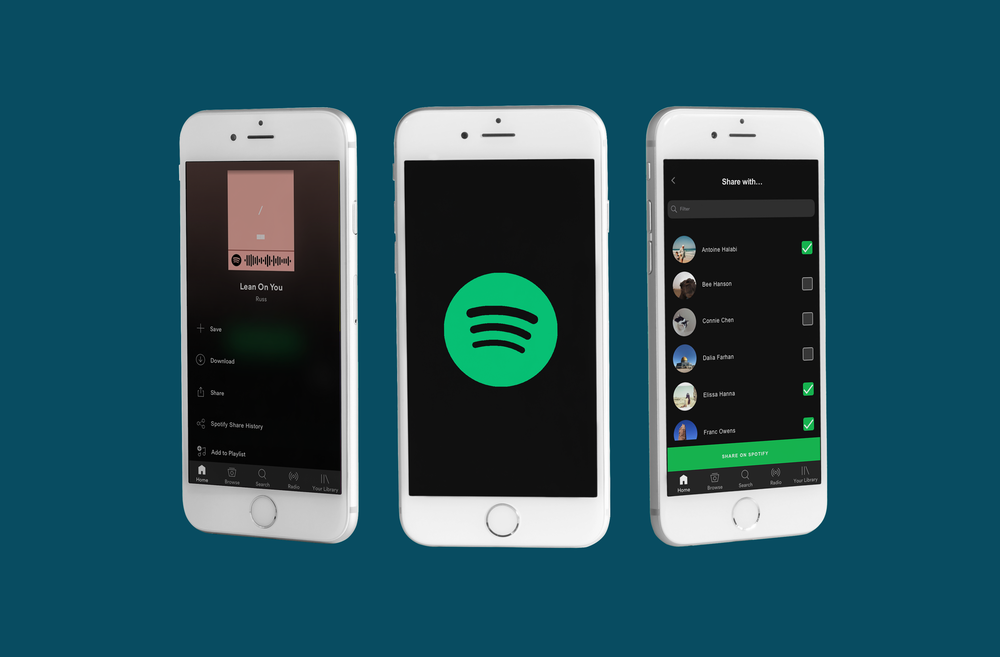 Lean On You
Russ
Save
Download
Share
Spotify Share History
Add to Playlist
Home
Browse
Search
Radio
Your Library
Share with...
Filter
Antoine Halabi
Bee Hanson
Connie Chen
Dalia Farhan
Elissa Hanna
Franc Owens
SHARE ON SPOTIFY
Home
Browse
Search
Radio
Your Library